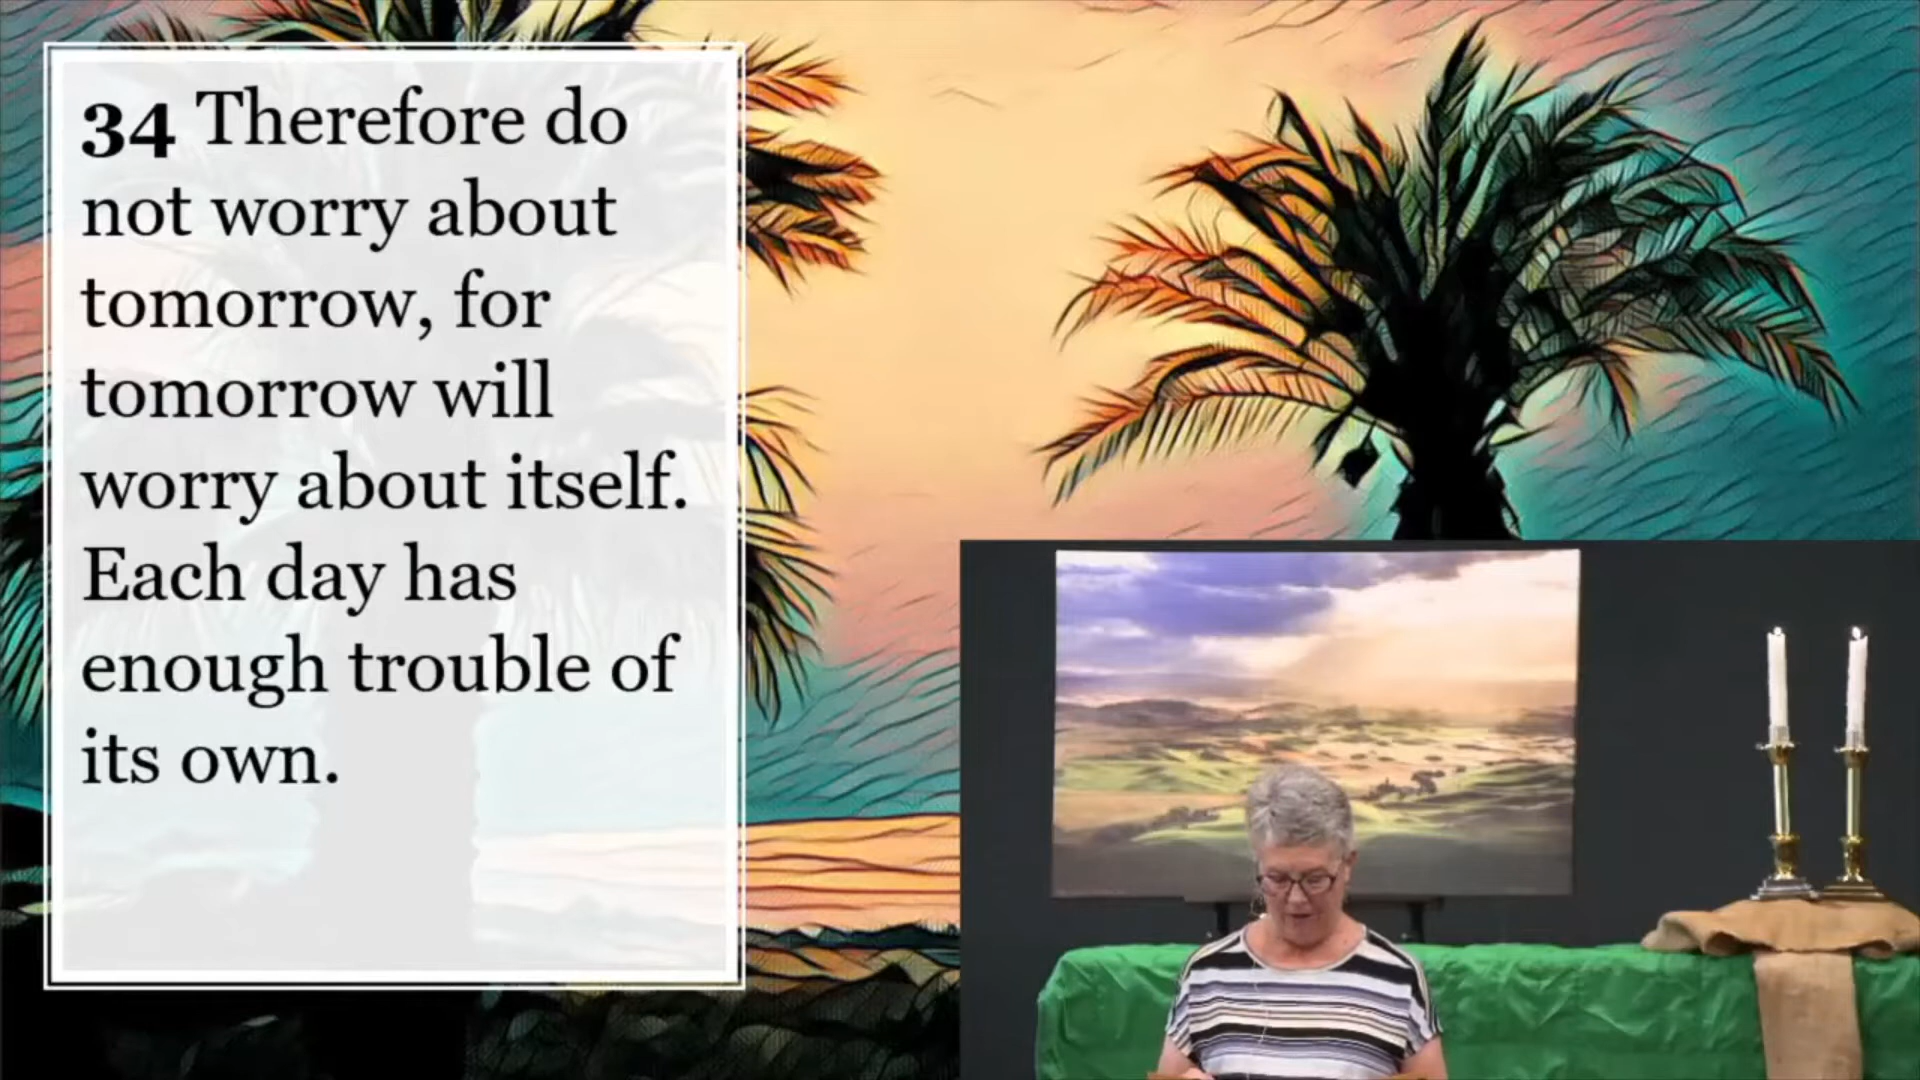 34 Therefore do
not worry about
tomorrow, for
tomorrow will
worry about itself.
Each day has
enough trouble of
its own.